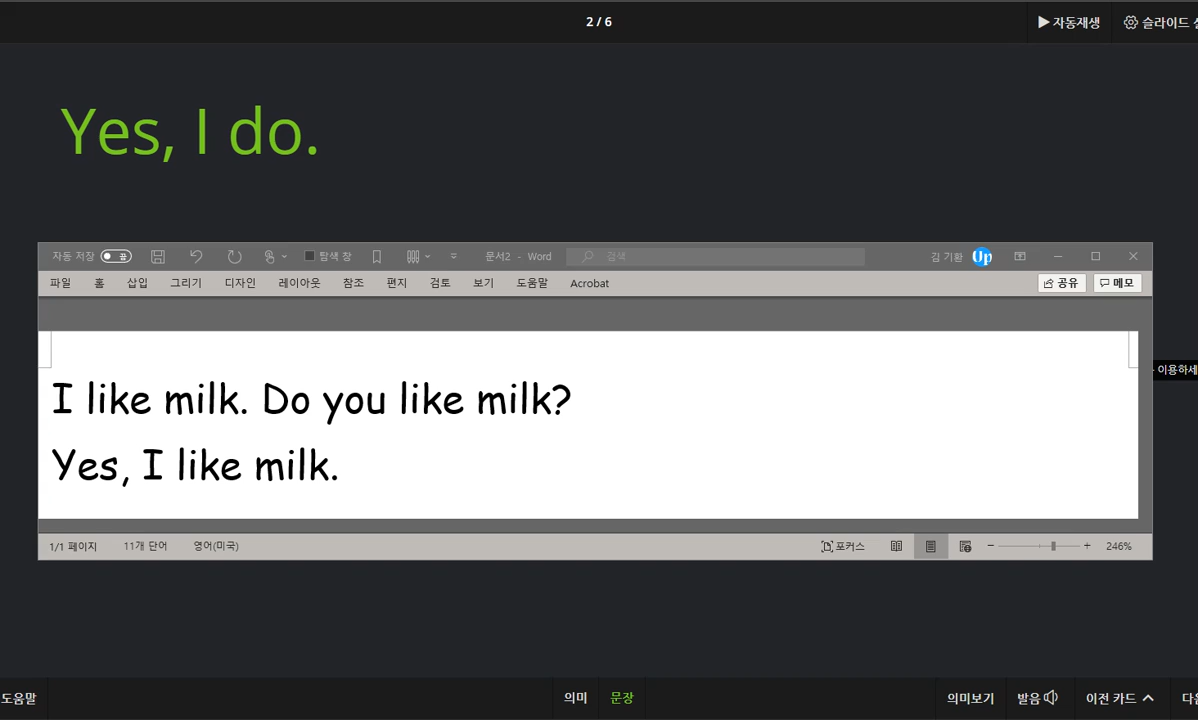 2 / 6
자동재생
슬라이드
Yes, I do.
자동 저장 끔 탐색 창 문서2 - Word 검색 김 기환 Up
파일 홈 삽입 그리기 디자인 레이아웃 참조 편지 검토 보기 도움말 Acrobat 공유 메모
이용하세
I like milk. Do you like milk?
Yes, I like milk.
1/1 페이지 11개 단어 영어(미국) 포커스 246%
도움말 의미 문장 의미보기 발음 이전 카드